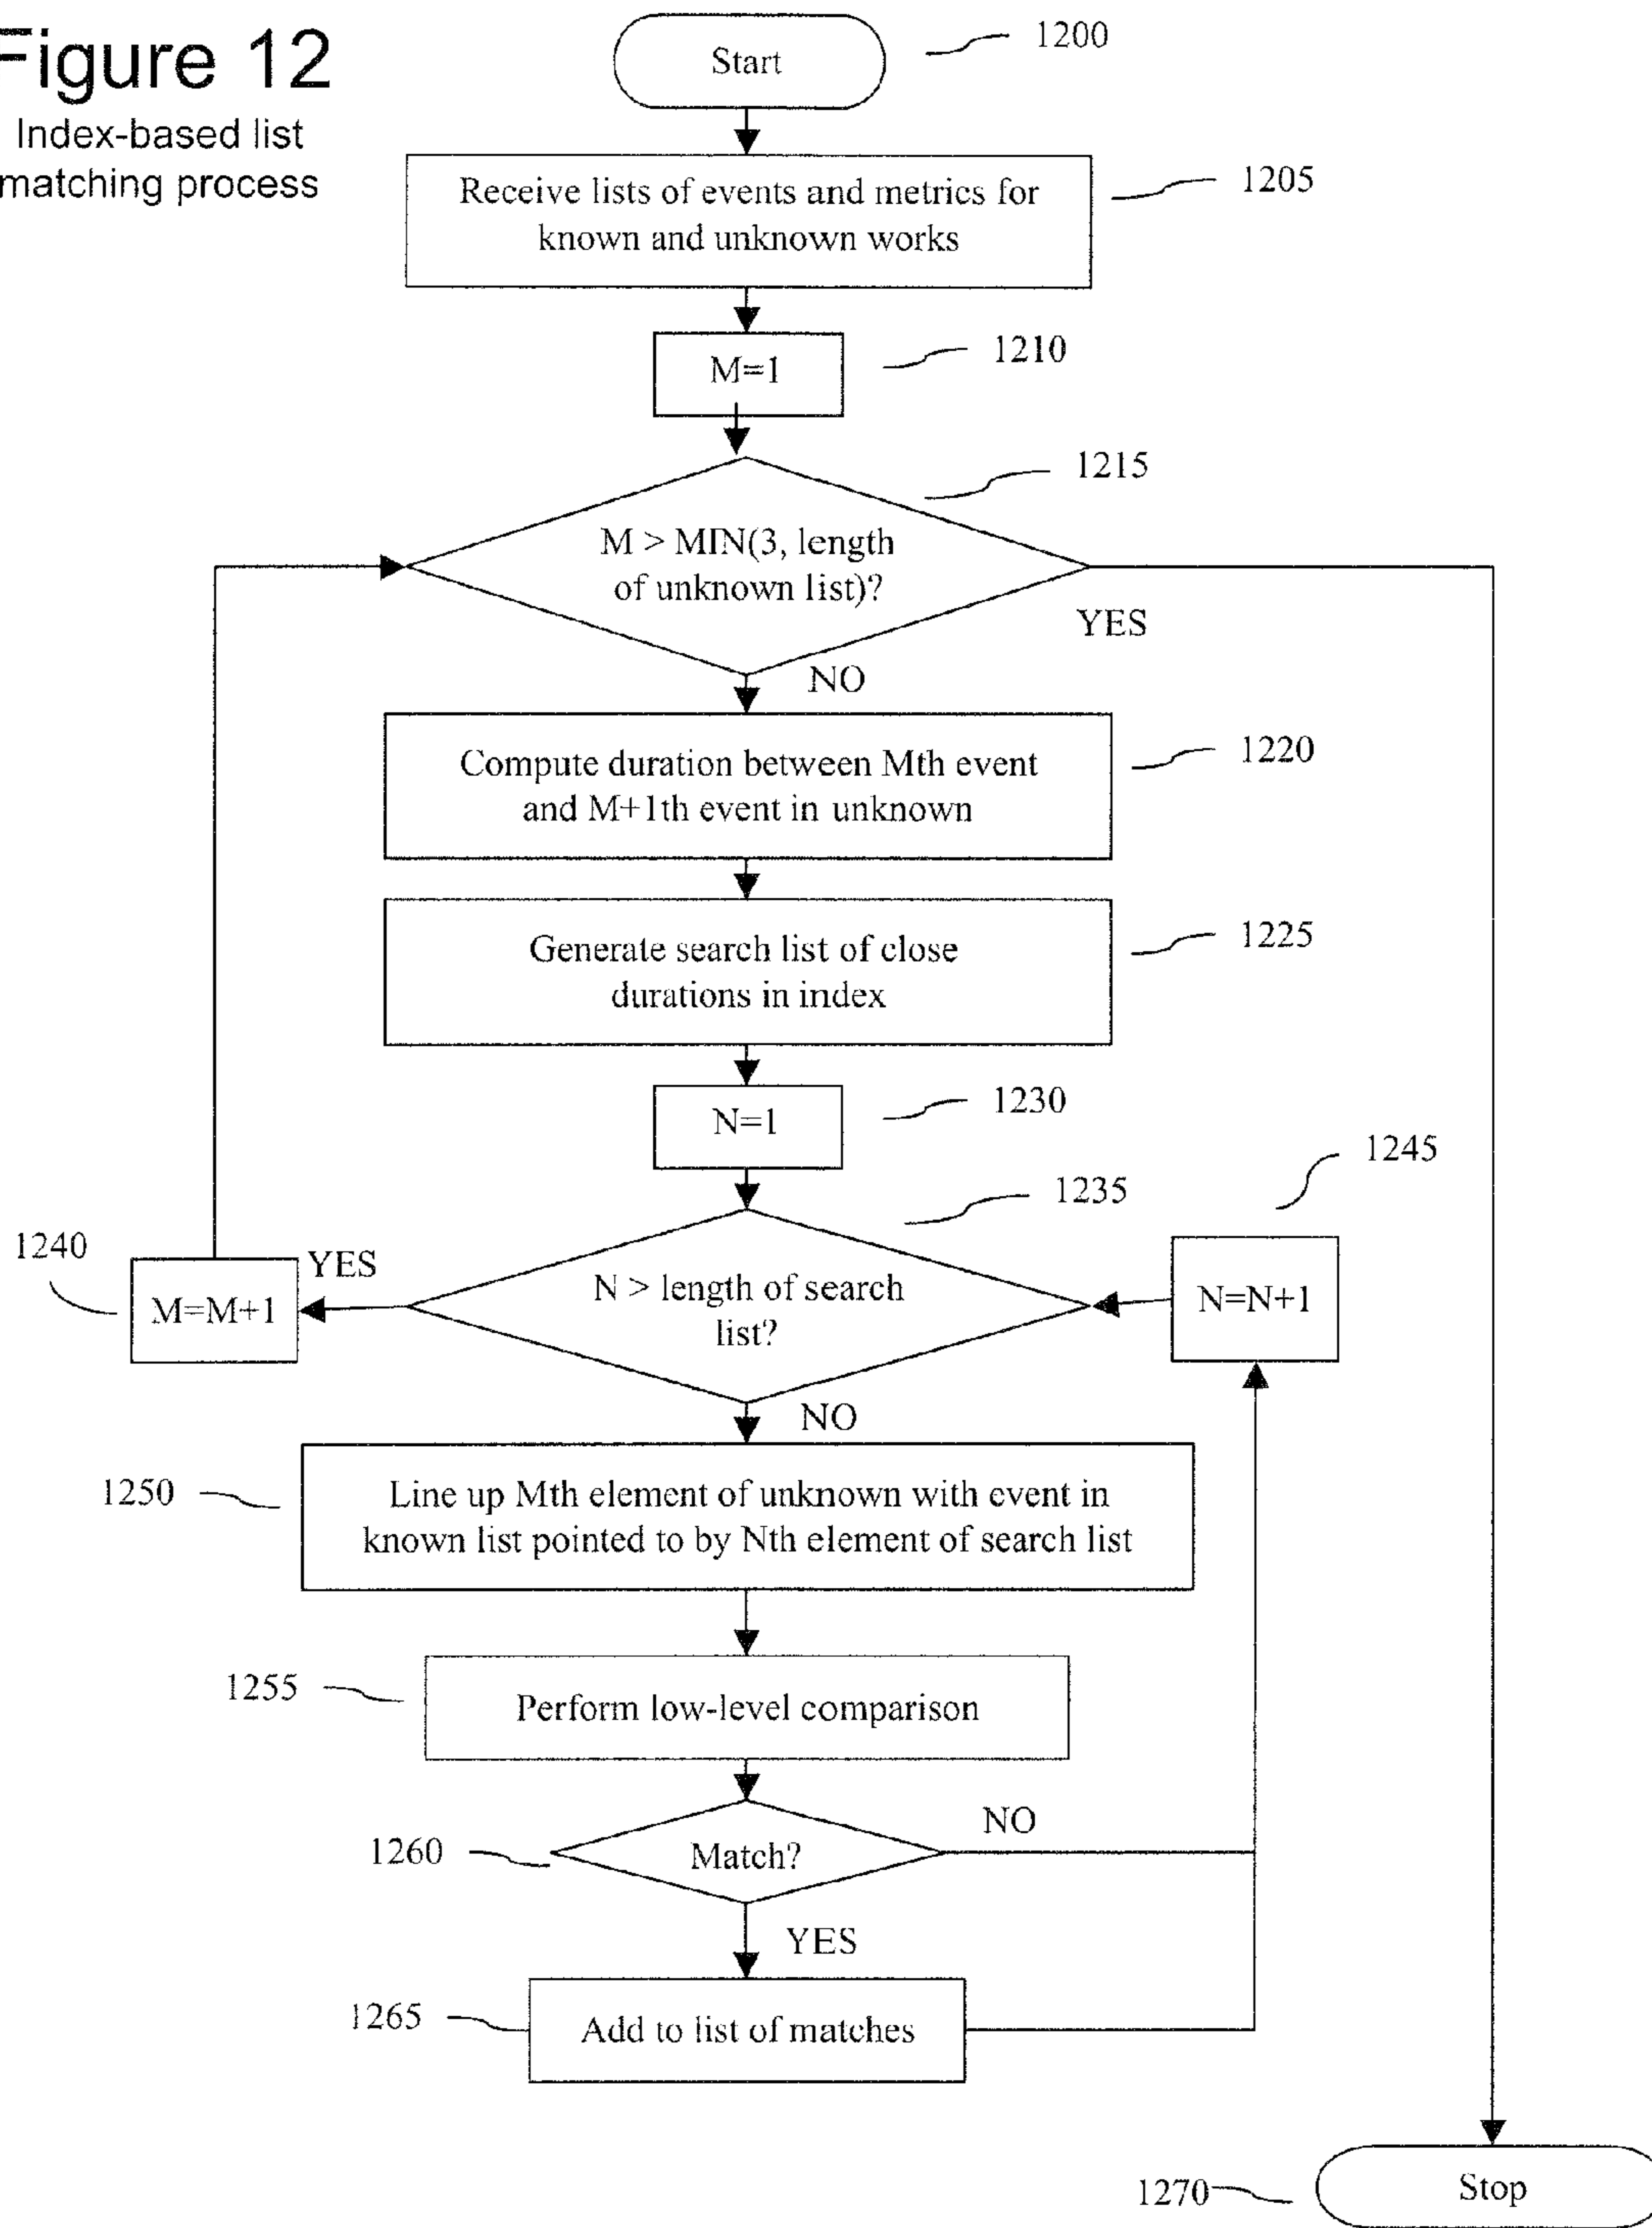 Figure 12
Index-based list
matching process
Start
1200
Receive lists of events and metrics for
known and unknown works
1205
M=1
1210
1215
M > MIN(3, length
of unknown list)?
YES
NO
Compute duration between Mth event
and M+1th event in unknown
1220
Generate search list of close
durations in index
1225
N=1
1230
1245
1235
1240
YES
M=M+1
N > length of search
list?
N=N+1
NO
1250
Line up Mth element of unknown with event in
known list pointed to by Nth element of search list
1255
Perform low-level comparison
NO
1260
Match?
YES
1265
Add to list of matches
1270
Stop